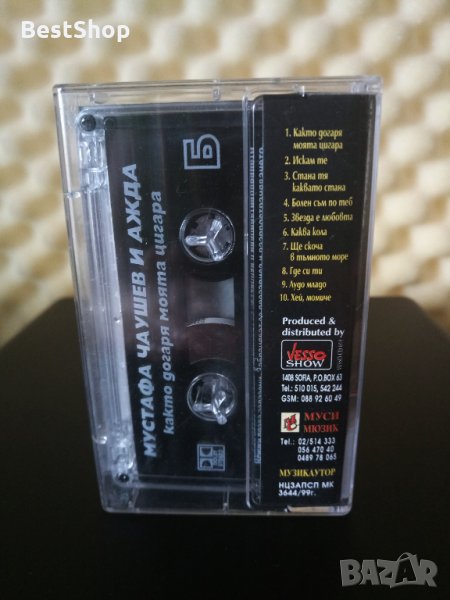 BestShop
МУСТАФА ЧАУШЕВ И АЖДА
както догаря моята цигара
Б
1. Както догаря
моята цигара
2. Искам те
3. Стана тя
каквато стана
4. Болен съм по теб
5. Звезда е любовта
6. Каква кола
7. Ще скоча
в тъмното море
8. Где си ти
9. Лудо младо
10. Хей, момиче
Produced &
distributed by
VESSO
SHOW
1408 SOFIA, P.O.BOX 63
Tel.: 510 015, 542 244
GSM: 088 92 60 49
МУСИ
МЮЗИК
Tel.: 02/514 333
056 470 40
0489 78 065
МУЗИКАУТОР
НЦЗАПСП МК
3644/99г.
BAZAR